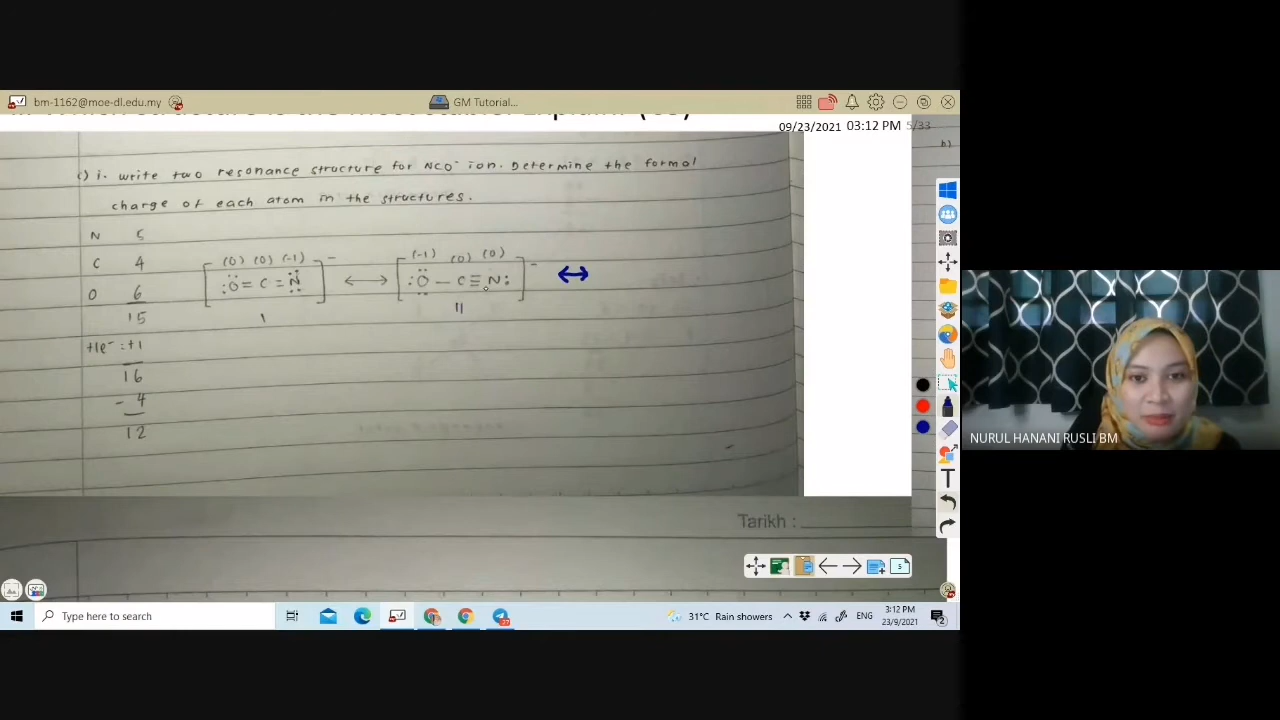 bm-1162@moe-dl.edu.my
GM Tutorial...
09/23/2021 03:12 PM 5/33
b)
c) i. write two resonance structure for NCO⁻ ion. Determine the formal
charge of each atom in the structures.
N 5
C 4
O 6
15
+1e⁻ : +1
16
- 4
12
(0) (0) (-1)
[:Ö = C = N̈:]⁻ ⟷ [:Ö — C ≡ N:]⁻ ⟷
(-1) (0) (0)
I II
Tarikh :
T
5
NURUL HANANI RUSLI BM
Type here to search
27
31°C Rain showers
ENG
3:12 PM
23/9/2021
2